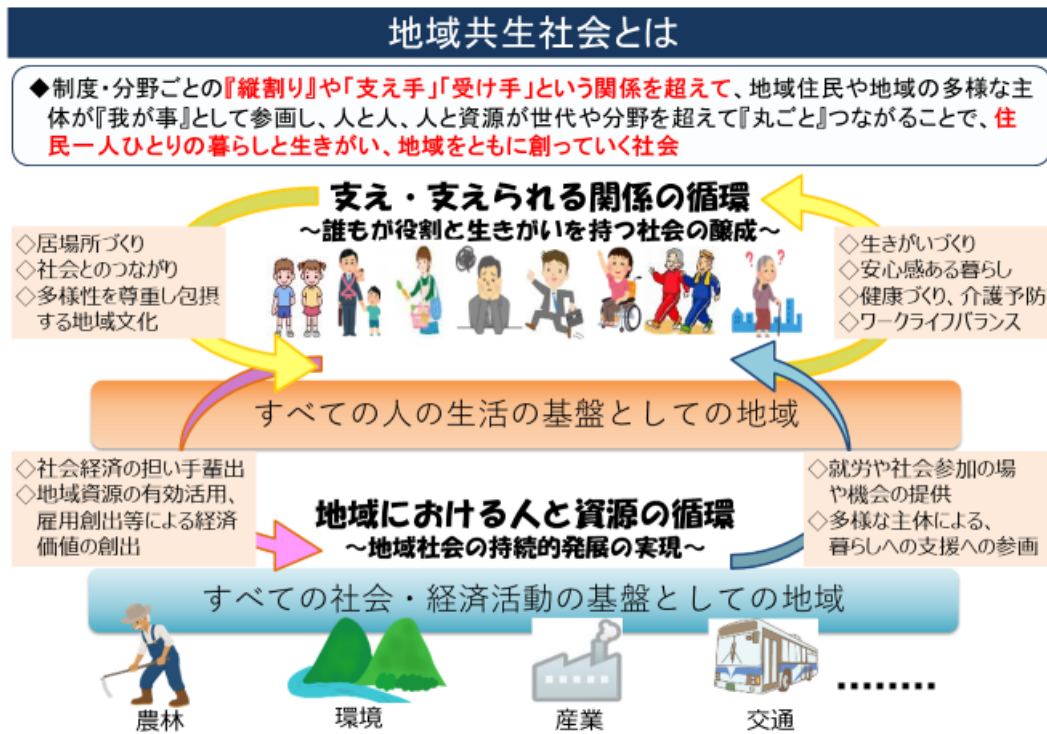 地域共生社会とは
◆制度・分野ごとの『縦割り』や「支え手」「受け手」という関係を超えて、地域住民や地域の多様な主
体が『我が事』として参画し、人と人、人と資源が世代や分野を超えて『丸ごと』つながることで、住
民一人ひとりの暮らしと生きがい、地域をともに創っていく社会
支え・支えられる関係の循環
～誰もが役割と生きがいを持つ社会の醸成～
◇居場所づくり
◇社会とのつながり
◇多様性を尊重し包摂
する地域文化
◇生きがいづくり
◇安心感ある暮らし
◇健康づくり、介護予防
◇ワークライフバランス
すべての人の生活の基盤としての地域
◇社会経済の担い手輩出
◇地域資源の有効活用、
雇用創出等による経済
価値の創出
◇就労や社会参加の場
や機会の提供
◇多様な主体による、
暮らしへの支援への参画
地域における人と資源の循環
～地域社会の持続的発展の実現～
すべての社会・経済活動の基盤としての地域
農林
環境
産業
交通
………